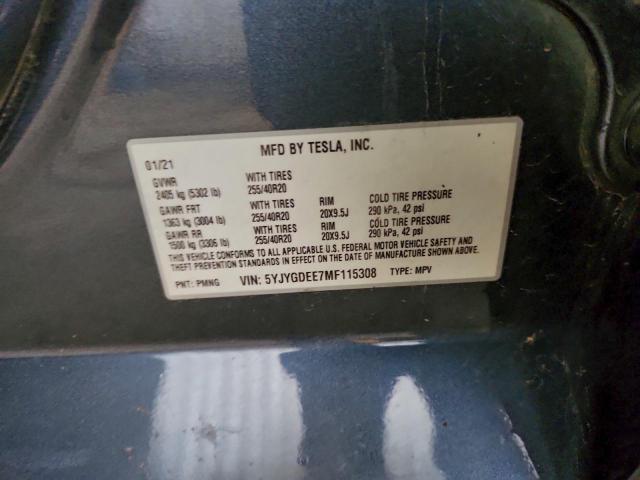 MFD BY TESLA, INC.
01/21
GVWR WITH TIRES
2405 kg (5302 lb) 255/40R20
GAWR FRT WITH TIRES RIM COLD TIRE PRESSURE
1363 kg (3004 lb) 255/40R20 20X9.5J 290 kPa, 42 psi
GAWR RR WITH TIRES RIM COLD TIRE PRESSURE
1500 kg (3306 lb) 255/40R20 20X9.5J 290 kPa, 42 psi
THIS VEHICLE CONFORMS TO ALL APPLICABLE U.S. FEDERAL MOTOR VEHICLE SAFETY AND
THEFT PREVENTION STANDARDS IN EFFECT ON THE DATE OF MANUFACTURE SHOWN ABOVE.
PNT: PMNG VIN: 5YJYGDEE7MF115308 TYPE: MPV